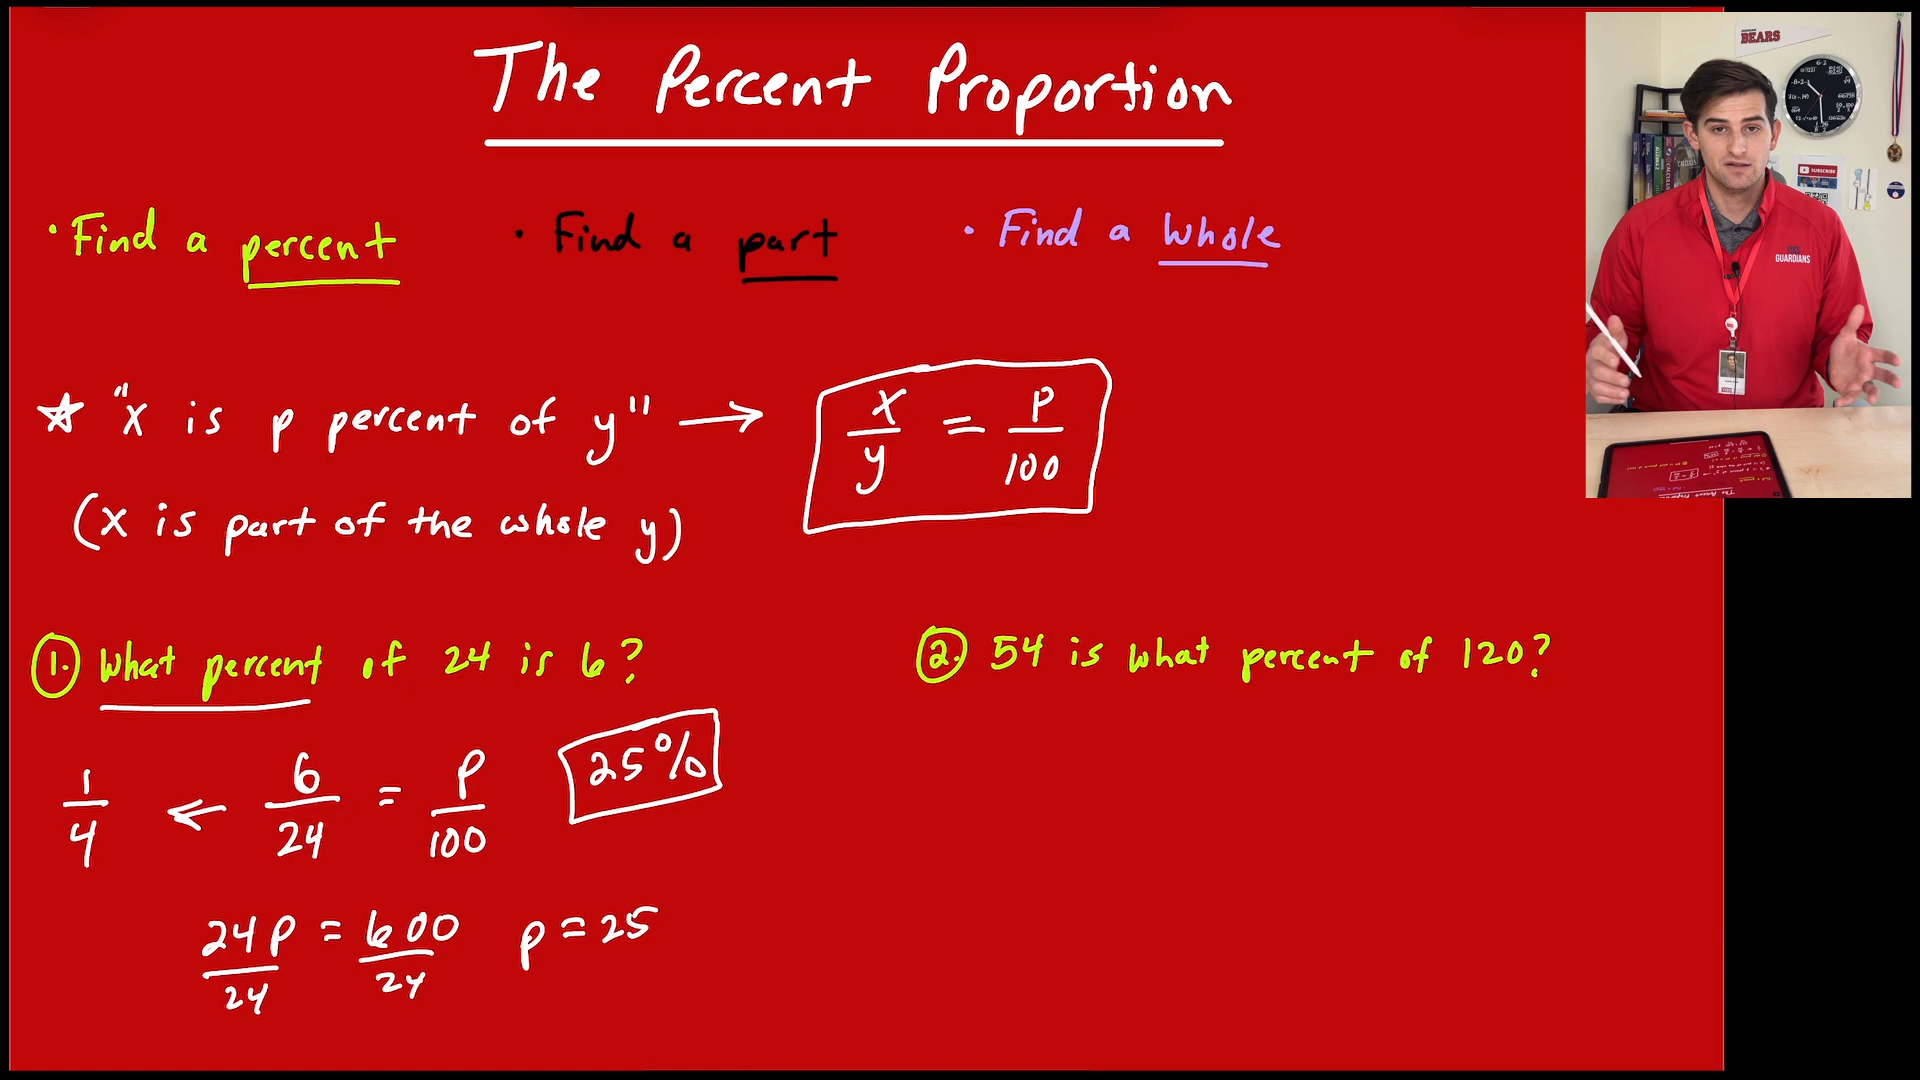 The Percent Proportion
· Find a percent
· Find a part
· Find a whole
☆ "x is p percent of y" → x/y = p/100
(x is part of the whole y)
1. What percent of 24 is 6?
1/4 ← 6/24 = p/100
25%
24p/24 = 600/24 p = 25
2. 54 is what percent of 120?
BEARS
SUBSCRIBE
GUARDIANS
CALCULUS